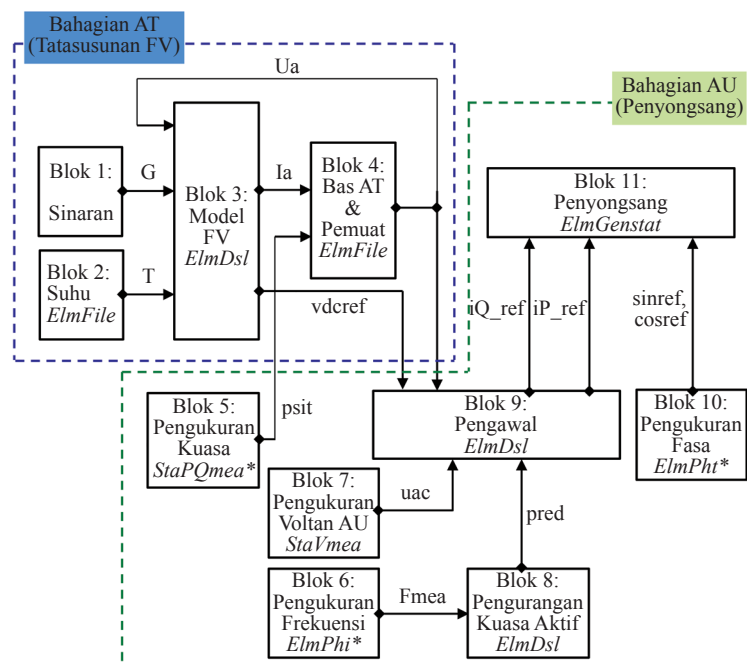 Bahagian AT
(Tatasusunan FV)
Ua
Bahagian AU
(Penyongsang)
Blok 1:
Sinaran
G
Blok 2:
Suhu
ElmFile
T
Blok 3:
Model
FV
ElmDsl
Ia
Blok 4:
Bas AT
&
Pemuat
ElmFile
vdcref
Blok 11:
Penyongsang
ElmGenstat
iQ_ref
iP_ref
sinref,
cosref
Blok 5:
Pengukuran
Kuasa
StaPQmea*
psit
Blok 9:
Pengawal
ElmDsl
Blok 10:
Pengukuran
Fasa
ElmPht*
Blok 7:
Pengukuran
Voltan AU
StaVmea
uac
pred
Blok 6:
Pengukuran
Frekuensi
ElmPhi*
Fmea
Blok 8:
Pengurangan
Kuasa Aktif
ElmDsl